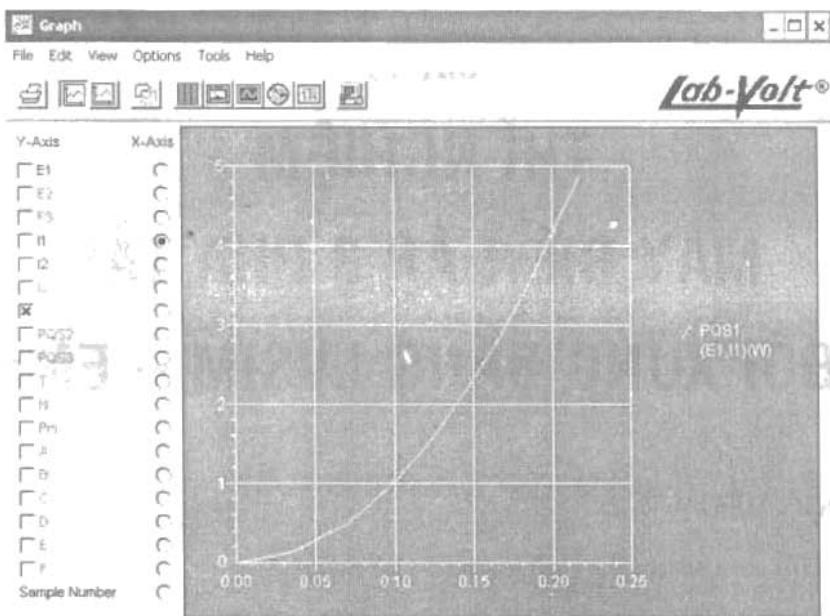 Graph
File Edit View Options Tools Help
Lab-Volt®
Y-Axis X-Axis
E1
E2
E3
I1
I2
PQS2
PQS3
T
N
Pm
A
B
C
D
E
F
Sample Number
5
4
3
2
1
0
0.00 0.05 0.10 0.15 0.20 0.25
PQS1
(E1,I1)(W)